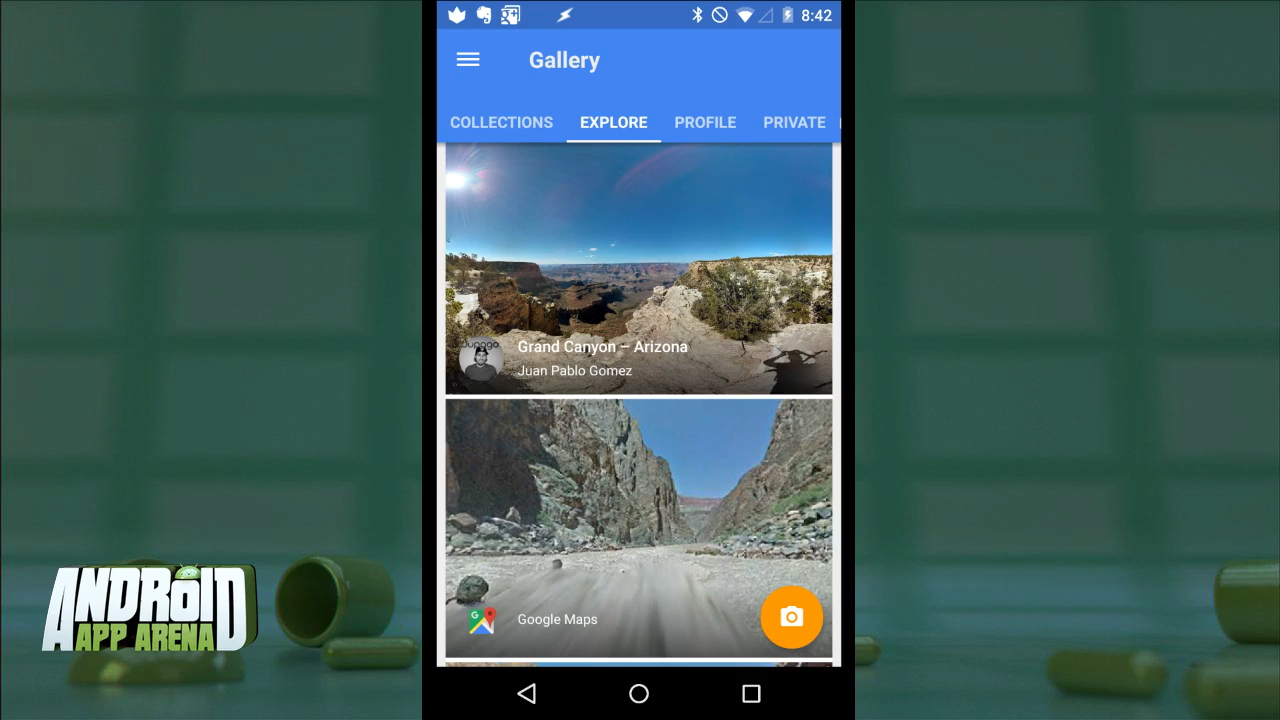 8:42
Gallery
COLLECTIONS EXPLORE PROFILE PRIVATE
Grand Canyon – Arizona
Juan Pablo Gomez
Google Maps
ANDROID
APP ARENA